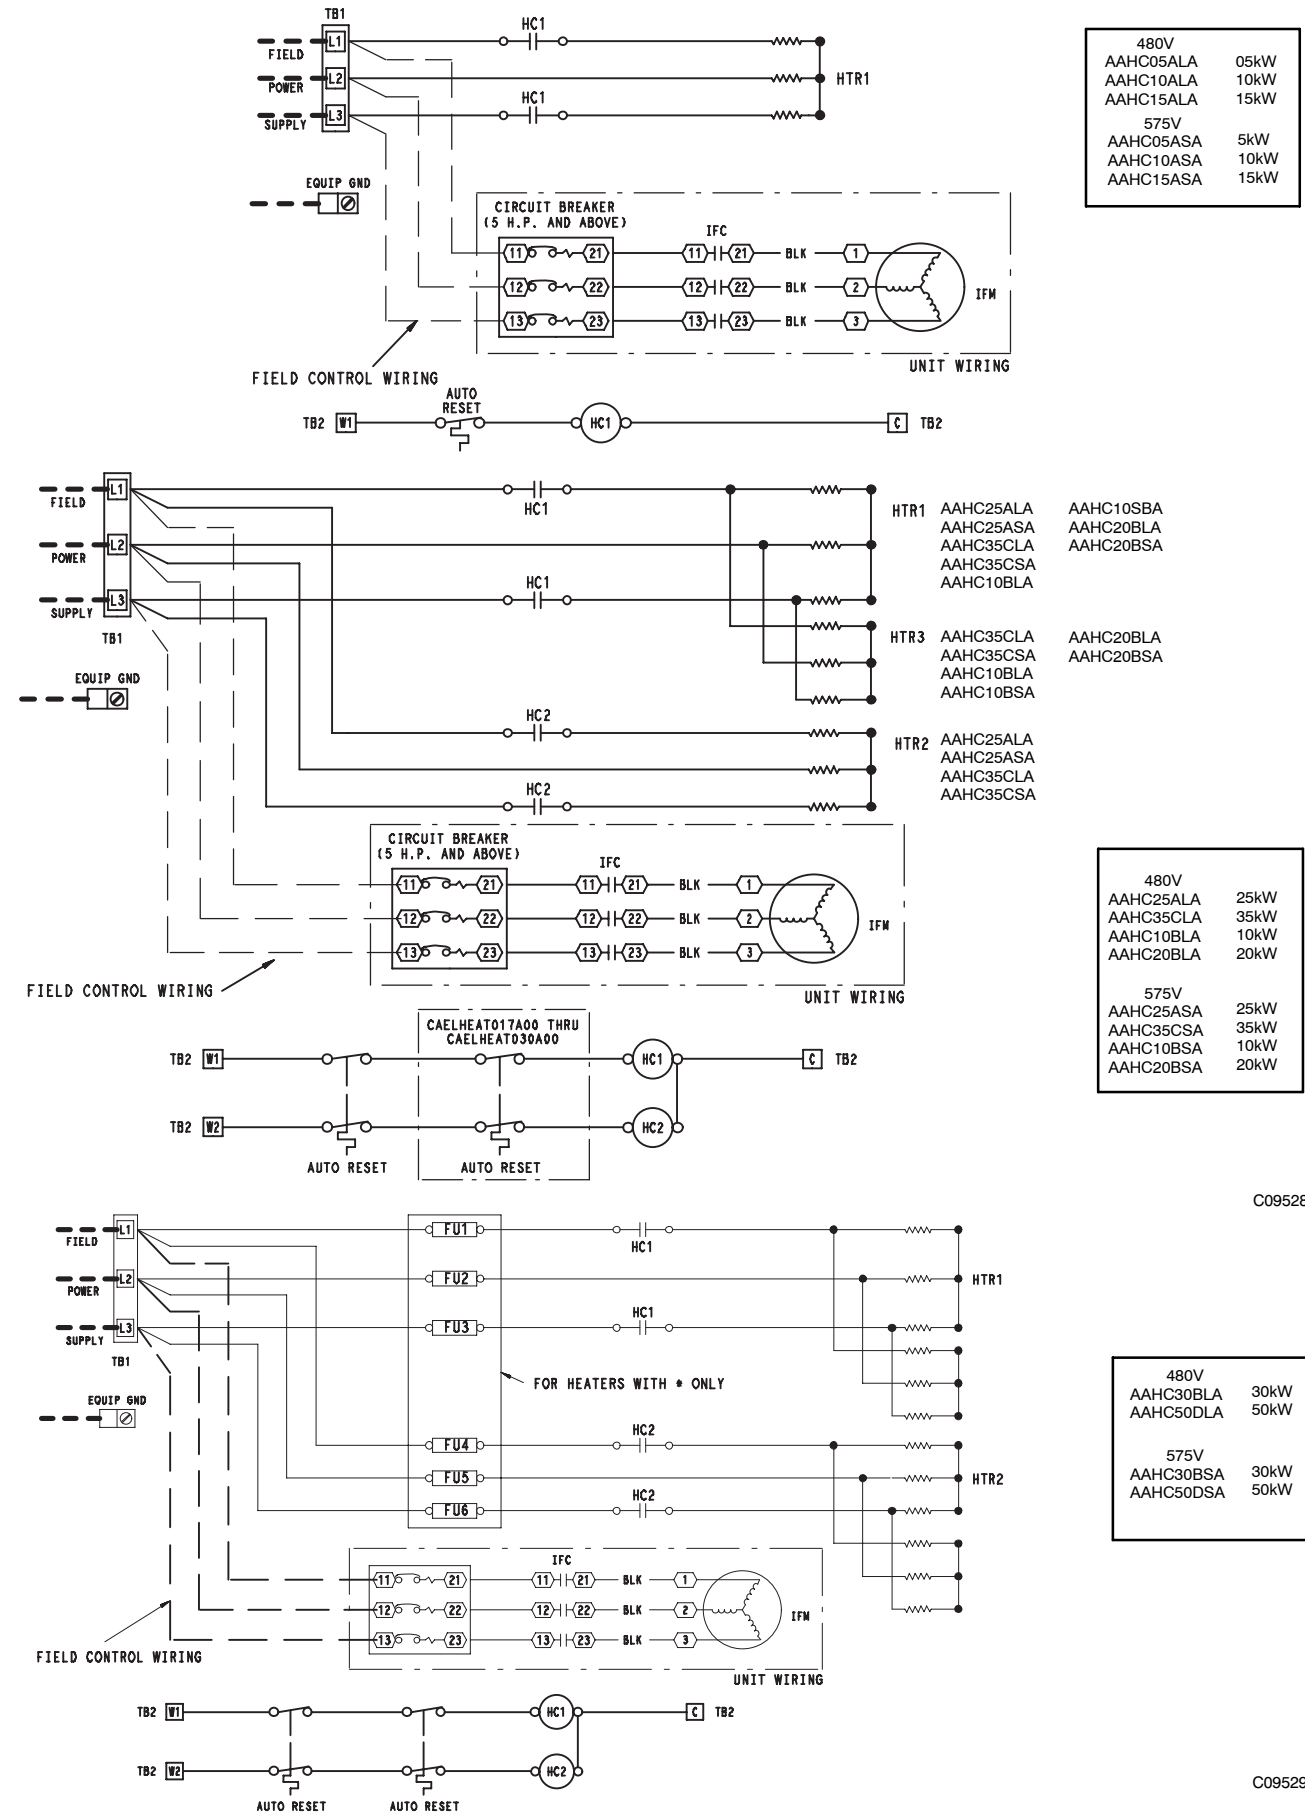 TB1
L1
FIELD
HC1
L2
POWER
HTR1
HC1
L3
SUPPLY
EQUIP GND
480V
AAHC05ALA 05kW
AAHC10ALA 10kW
AAHC15ALA 15kW
575V
AAHC05ASA 5kW
AAHC10ASA 10kW
AAHC15ASA 15kW
CIRCUIT BREAKER
(5 H.P. AND ABOVE)
IFC
11 21 11 21 BLK 1
12 22 12 22 BLK 2
IFM
13 23 13 23 BLK 3
UNIT WIRING
FIELD CONTROL WIRING
AUTO
RESET
TB2 W1 HC1 C TB2
L1
FIELD
HC1
L2
POWER
HC1
L3
SUPPLY
TB1
EQUIP GND
HTR1 AAHC25ALA AAHC10SBA
AAHC25ASA AAHC20BLA
AAHC35CLA AAHC20BSA
AAHC35CSA
AAHC10BLA
HTR3 AAHC35CLA AAHC20BLA
AAHC35CSA AAHC20BSA
AAHC10BLA
AAHC10BSA
HC2
HTR2 AAHC25ALA
AAHC25ASA
AAHC35CLA
AAHC35CSA
HC2
CIRCUIT BREAKER
(5 H.P. AND ABOVE)
IFC
11 21 11 21 BLK 1
12 22 12 22 BLK 2
IFM
13 23 13 23 BLK 3
FIELD CONTROL WIRING
UNIT WIRING
480V
AAHC25ALA 25kW
AAHC35CLA 35kW
AAHC10BLA 10kW
AAHC20BLA 20kW
575V
AAHC25ASA 25kW
AAHC35CSA 35kW
AAHC10BSA 10kW
AAHC20BSA 20kW
CAELHEAT017A00 THRU
CAELHEAT030A00
TB2 W1 HC1 C TB2
TB2 W2 HC2
AUTO RESET AUTO RESET
C09528
L1 FU1
FIELD
HC1
L2 FU2 HTR1
POWER
HC1
L3 FU3
SUPPLY
TB1
FOR HEATERS WITH * ONLY
EQUIP GND
HC2
FU4
FU5 HTR2
HC2
FU6
480V
AAHC30BLA 30kW
AAHC50DLA 50kW
575V
AAHC30BSA 30kW
AAHC50DSA 50kW
IFC
11 21 11 21 BLK 1
12 22 12 22 BLK 2
IFM
13 23 13 23 BLK 3
FIELD CONTROL WIRING
UNIT WIRING
TB2 W1 HC1 C TB2
TB2 W2 HC2
AUTO RESET AUTO RESET
C09529